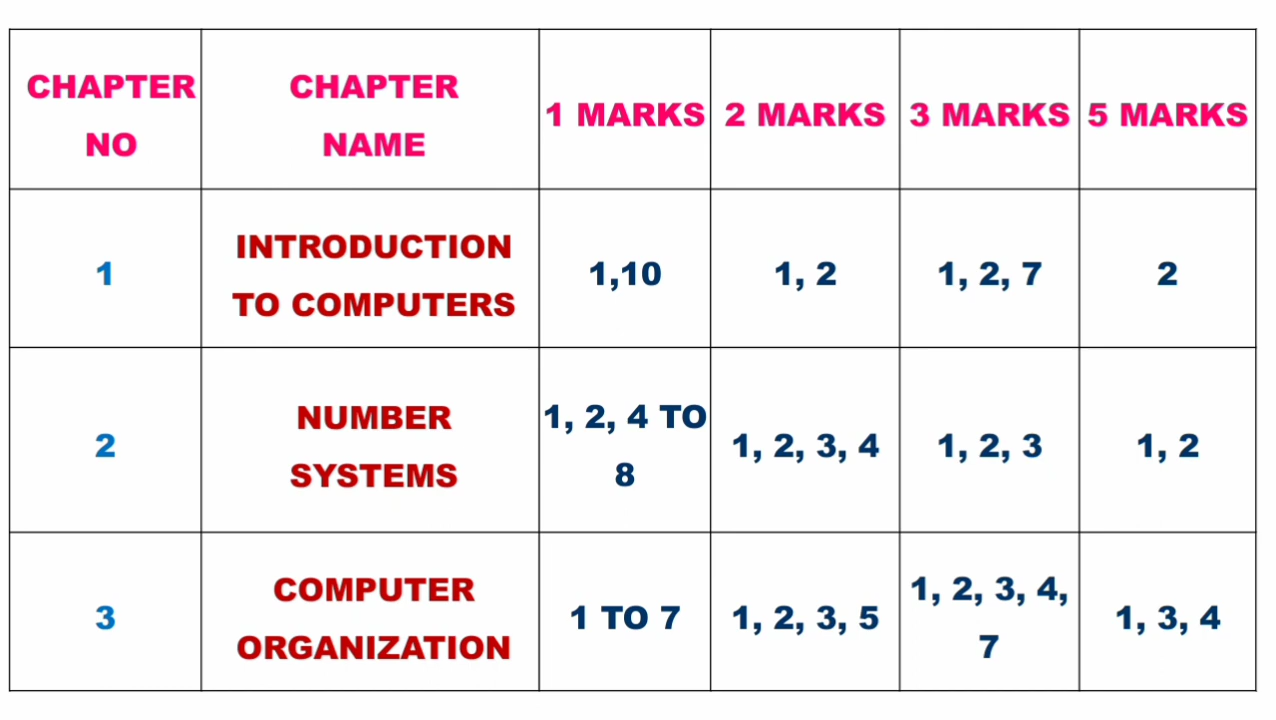 CHAPTER
NO
CHAPTER
NAME
1 MARKS
2 MARKS
3 MARKS
5 MARKS
1
INTRODUCTION
TO COMPUTERS
1,10
1, 2
1, 2, 7
2
2
NUMBER
SYSTEMS
1, 2, 4 TO
8
1, 2, 3, 4
1, 2, 3
1, 2
3
COMPUTER
ORGANIZATION
1 TO 7
1, 2, 3, 5
1, 2, 3, 4,
7
1, 3, 4